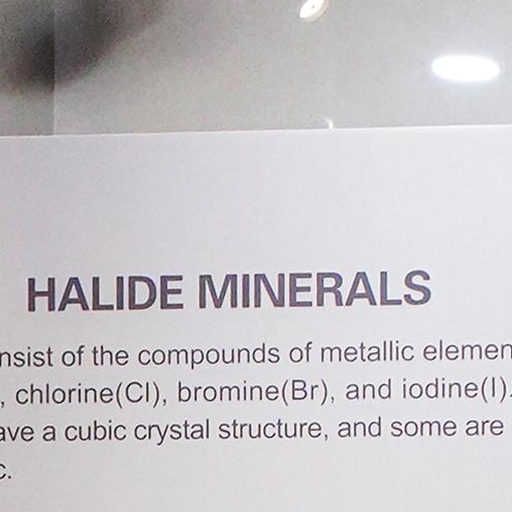 HALIDE MINERALS
nsist of the compounds of metallic elemen
, chlorine(Cl), bromine(Br), and iodine(I).
ave a cubic crystal structure, and some are
c.